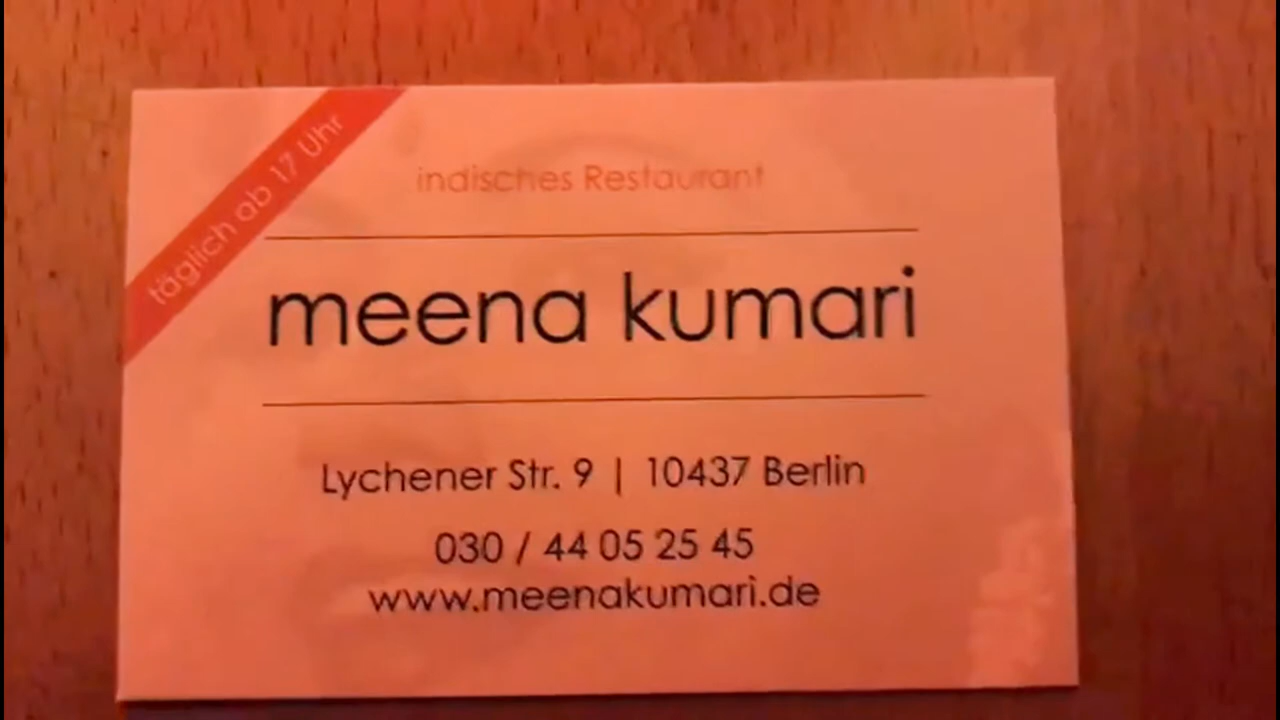 täglich ab 17 Uhr
indisches Restaurant
meena kumari
Lychener Str. 9 | 10437 Berlin
030 / 44 05 25 45
www.meenakumari.de